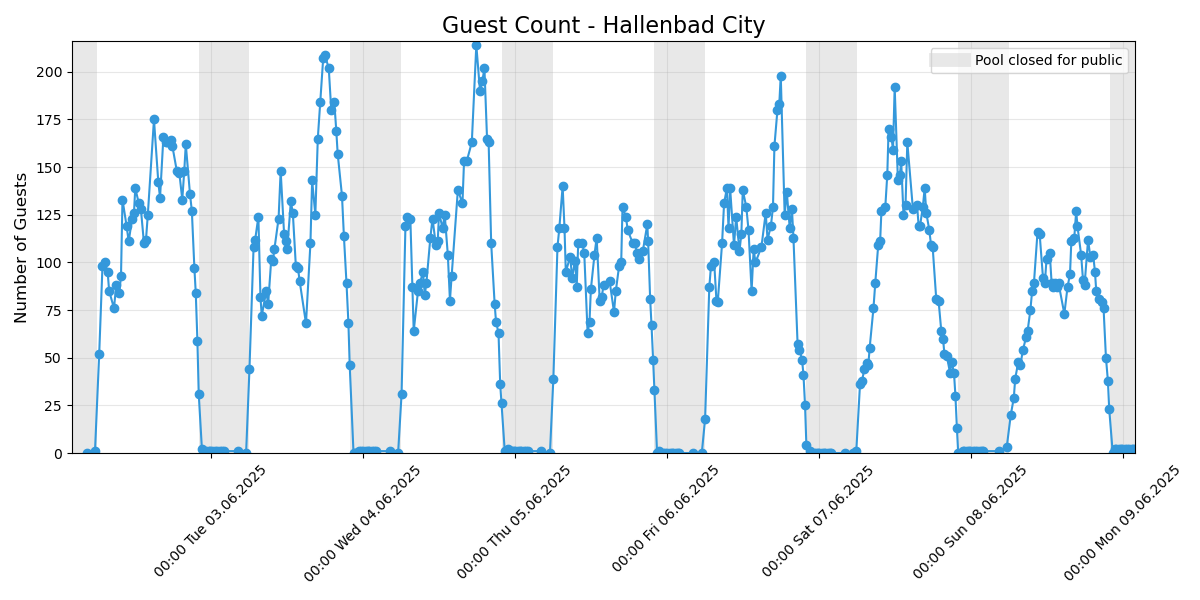 Guest Count - Hallenbad City
Pool closed for public
Number of Guests
200
175
150
125
100
75
50
25
0
00:00 Tue 03.06.2025
00:00 Wed 04.06.2025
00:00 Thu 05.06.2025
00:00 Fri 06.06.2025
00:00 Sat 07.06.2025
00:00 Sun 08.06.2025
00:00 Mon 09.06.2025